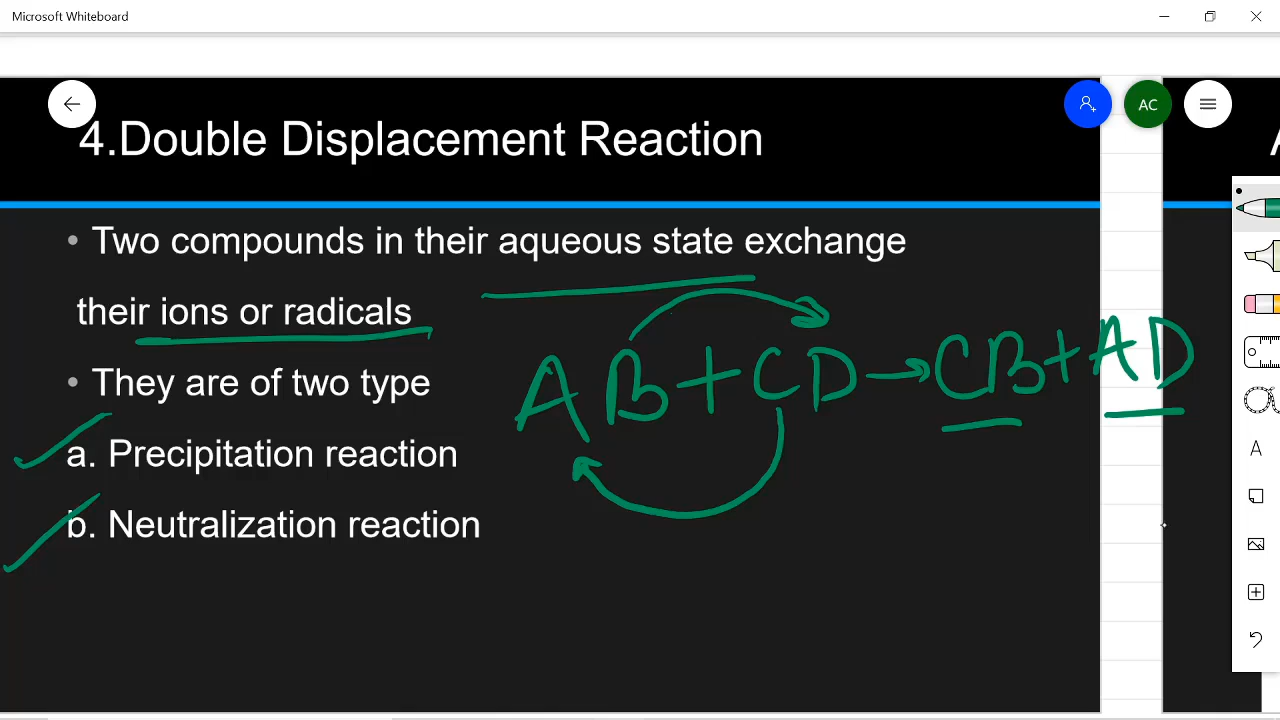 Microsoft Whiteboard
AC
4.Double Displacement Reaction
• Two compounds in their aqueous state exchange
their ions or radicals
AB+CD→CB+AD
• They are of two type
a. Precipitation reaction
b. Neutralization reaction
A